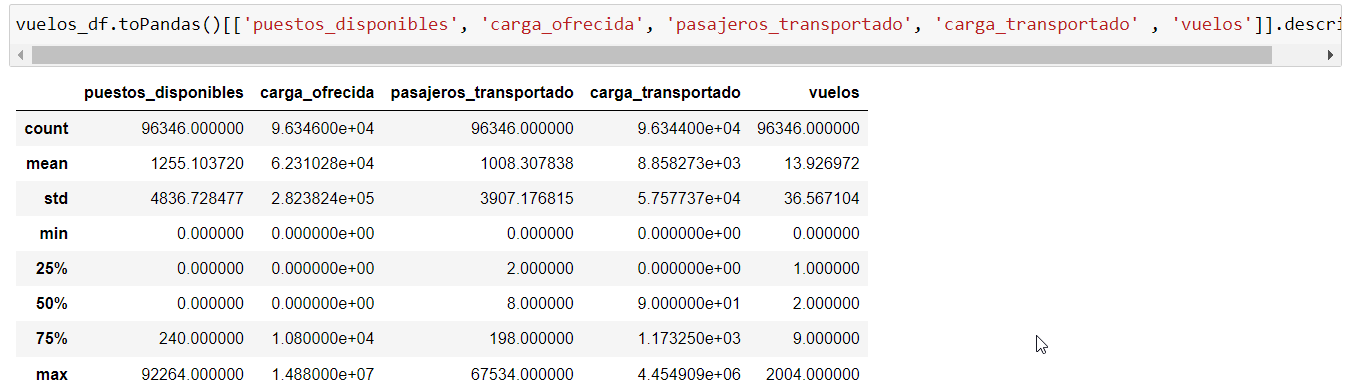 vuelos_df.toPandas()[['puestos_disponibles', 'carga_ofrecida', 'pasajeros_transportado', 'carga_transportado' , 'vuelos']].descri
puestos_disponibles carga_ofrecida pasajeros_transportado carga_transportado vuelos
count 96346.000000 9.634600e+04 96346.000000 9.634400e+04 96346.000000
mean 1255.103720 6.231028e+04 1008.307838 8.858273e+03 13.926972
std 4836.728477 2.823824e+05 3907.176815 5.757737e+04 36.567104
min 0.000000 0.000000e+00 0.000000 0.000000e+00 0.000000
25% 0.000000 0.000000e+00 2.000000 0.000000e+00 1.000000
50% 0.000000 0.000000e+00 8.000000 9.000000e+01 2.000000
75% 240.000000 1.080000e+04 198.000000 1.173250e+03 9.000000
max 92264.000000 1.488000e+07 67534.000000 4.454909e+06 2004.000000